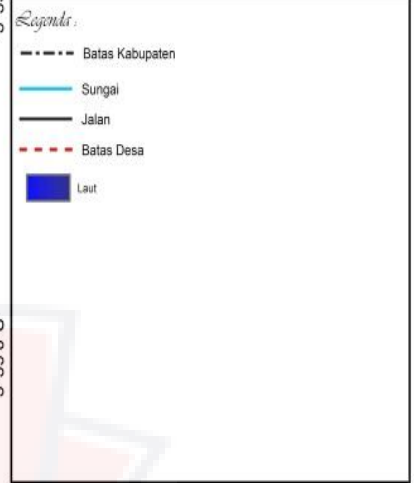 Legenda :
Batas Kabupaten
Sungai
Jalan
Batas Desa
Laut